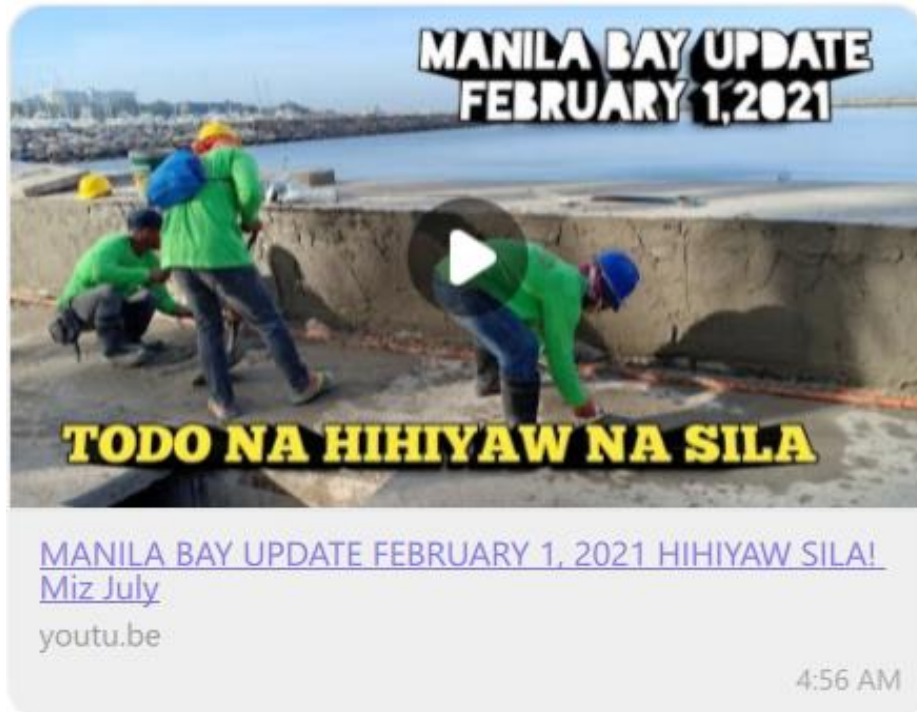 MANILA BAY UPDATE
FEBRUARY 1,2021
TODO NA HIHIYAW NA SILA
MANILA BAY UPDATE FEBRUARY 1, 2021 HIHIYAW SILA!
Miz July
youtu.be
4:56 AM